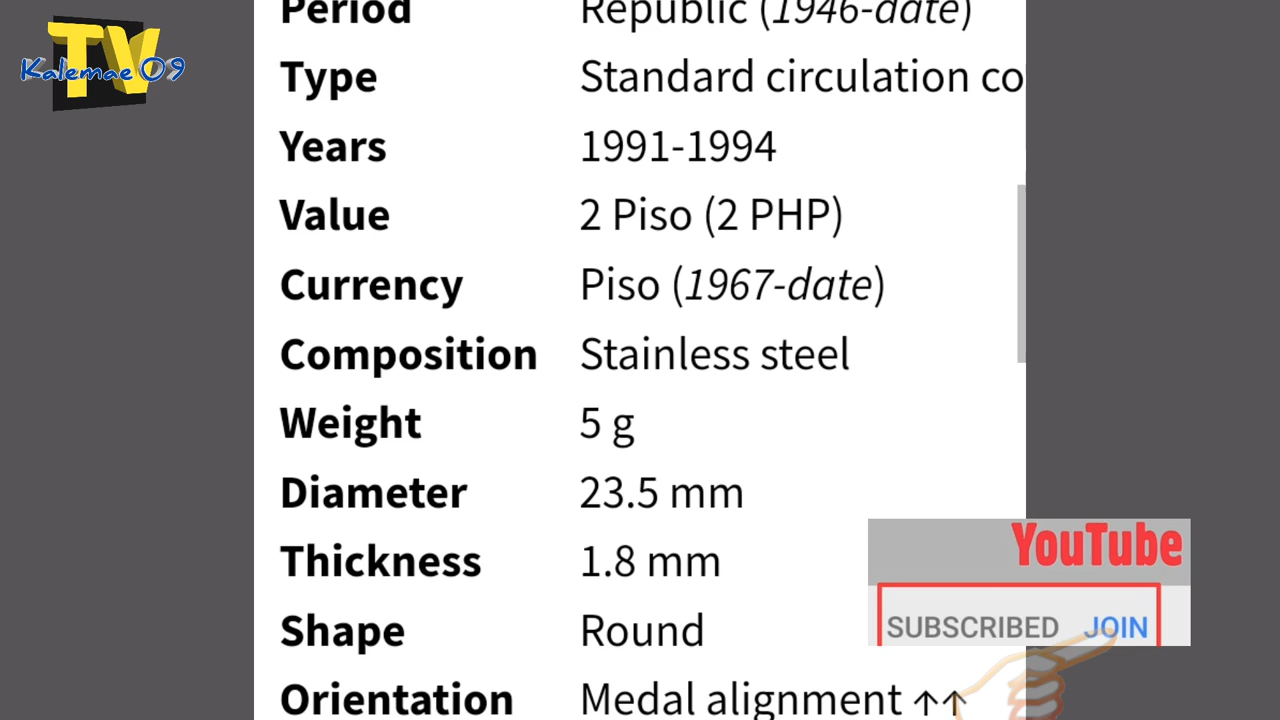 TV
Kalemae 09
Period Republic (1946-date)
Type Standard circulation co
Years 1991-1994
Value 2 Piso (2 PHP)
Currency Piso (1967-date)
Composition Stainless steel
Weight 5 g
Diameter 23.5 mm
Thickness 1.8 mm
Shape Round
Orientation Medal alignment ↑↑
YouTube
SUBSCRIBED JOIN